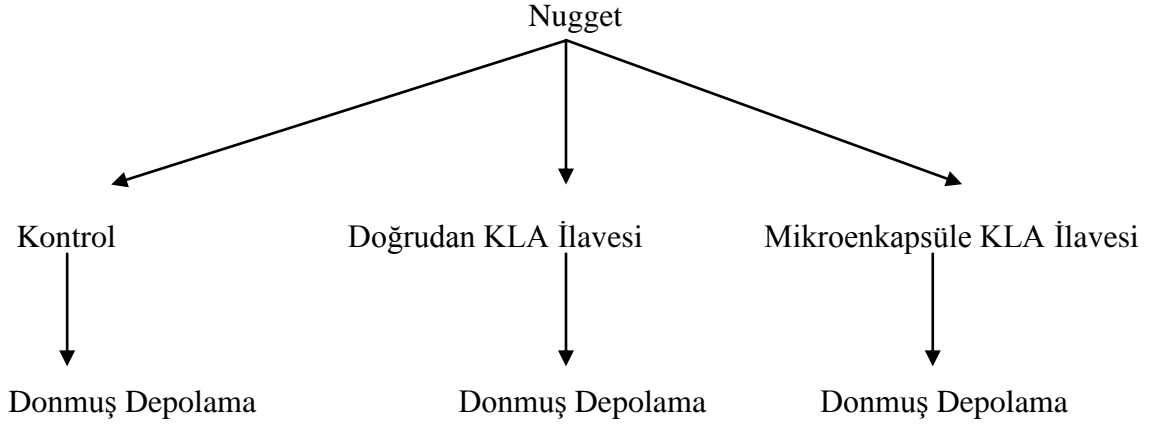 Nugget
Kontrol Doğrudan KLA İlavesi Mikroenkapsüle KLA İlavesi
Donmuş Depolama Donmuş Depolama Donmuş Depolama